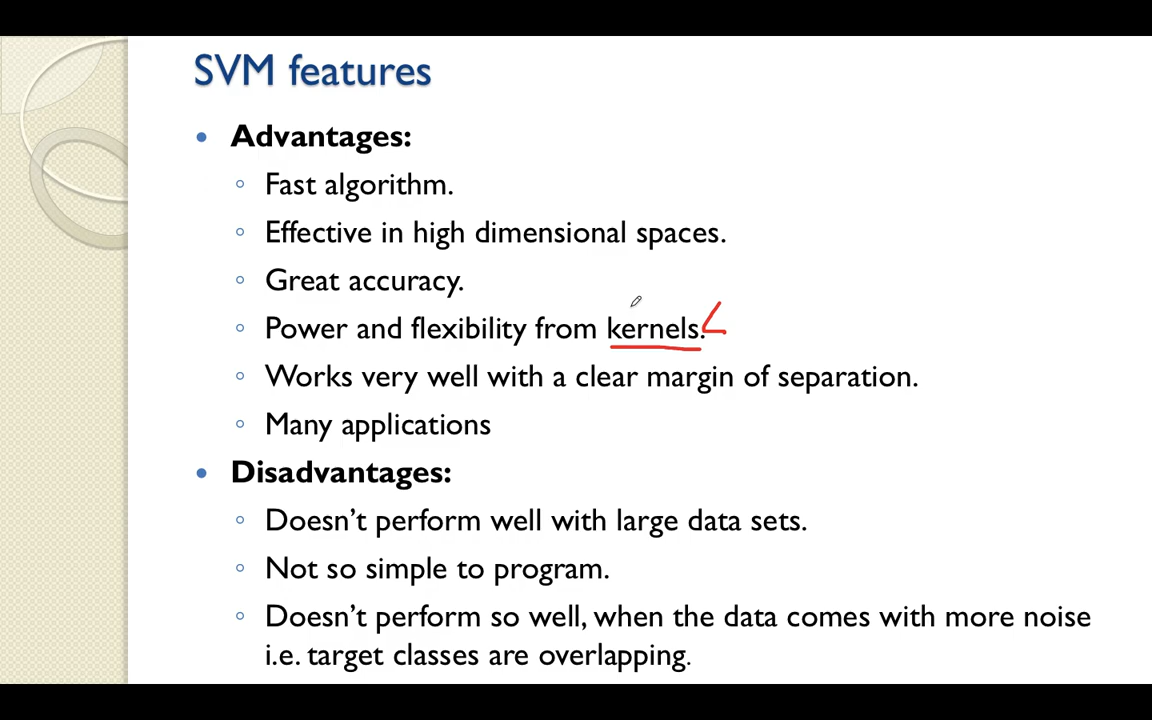 SVM features
• Advantages:
◦ Fast algorithm.
◦ Effective in high dimensional spaces.
◦ Great accuracy.
◦ Power and flexibility from kernels.
◦ Works very well with a clear margin of separation.
◦ Many applications
• Disadvantages:
◦ Doesn't perform well with large data sets.
◦ Not so simple to program.
◦ Doesn't perform so well, when the data comes with more noise
i.e. target classes are overlapping.